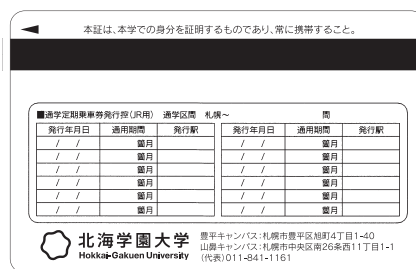 本証は、本学での身分を証明するものであり、常に携帯すること。
■通学定期乗車券発行控(JR用) 通学区間 札幌～ 間
発行年月日 通用期間 発行駅 発行年月日 通用期間 発行駅
/ / 箇月 / / 箇月
/ / 箇月 / / 箇月
/ / 箇月 / / 箇月
/ / 箇月 / / 箇月
/ / 箇月 / / 箇月
/ / 箇月 / / 箇月
北海学園大学
Hokkai-Gakuen University
豊平キャンパス:札幌市豊平区旭町4丁目1-40
山鼻キャンパス:札幌市中央区南26条西11丁目1-1
(代表)011-841-1161